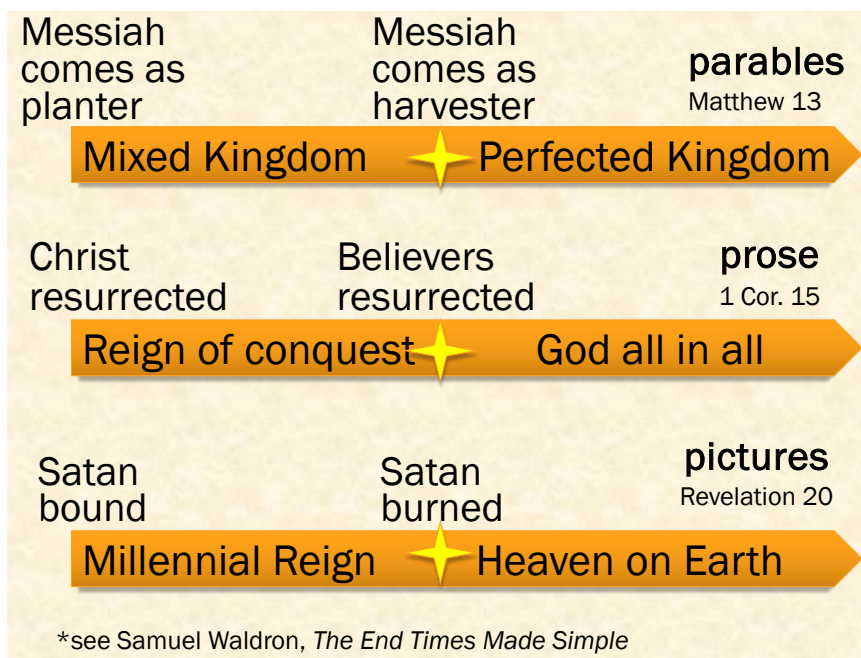 Messiah
comes as
planter
Messiah
comes as
harvester
parables
Matthew 13
Mixed Kingdom
Perfected Kingdom
Christ
resurrected
Believers
resurrected
prose
1 Cor. 15
Reign of conquest
God all in all
Satan
bound
Satan
burned
pictures
Revelation 20
Millennial Reign
Heaven on Earth
*see Samuel Waldron, The End Times Made Simple